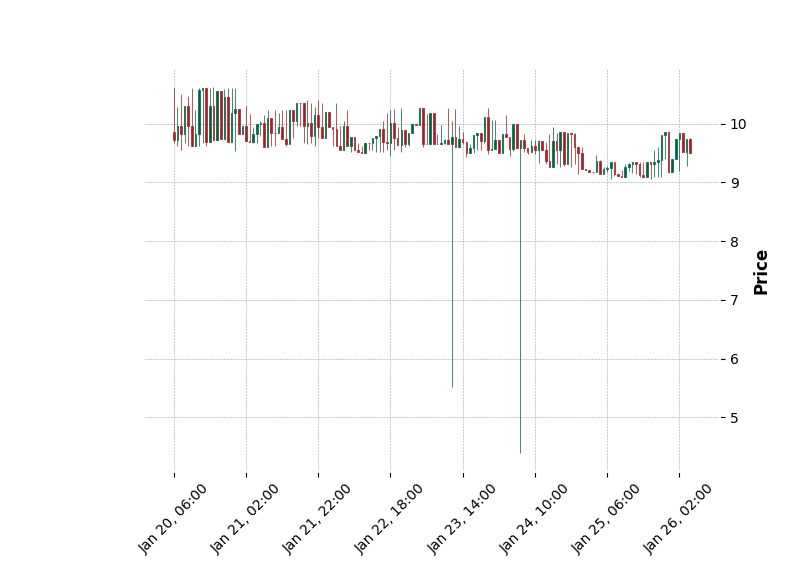 10
9
8
7
6
5
Price
Jan 20, 06:00
Jan 21, 02:00
Jan 21, 22:00
Jan 22, 18:00
Jan 23, 14:00
Jan 24, 10:00
Jan 25, 06:00
Jan 26, 02:00